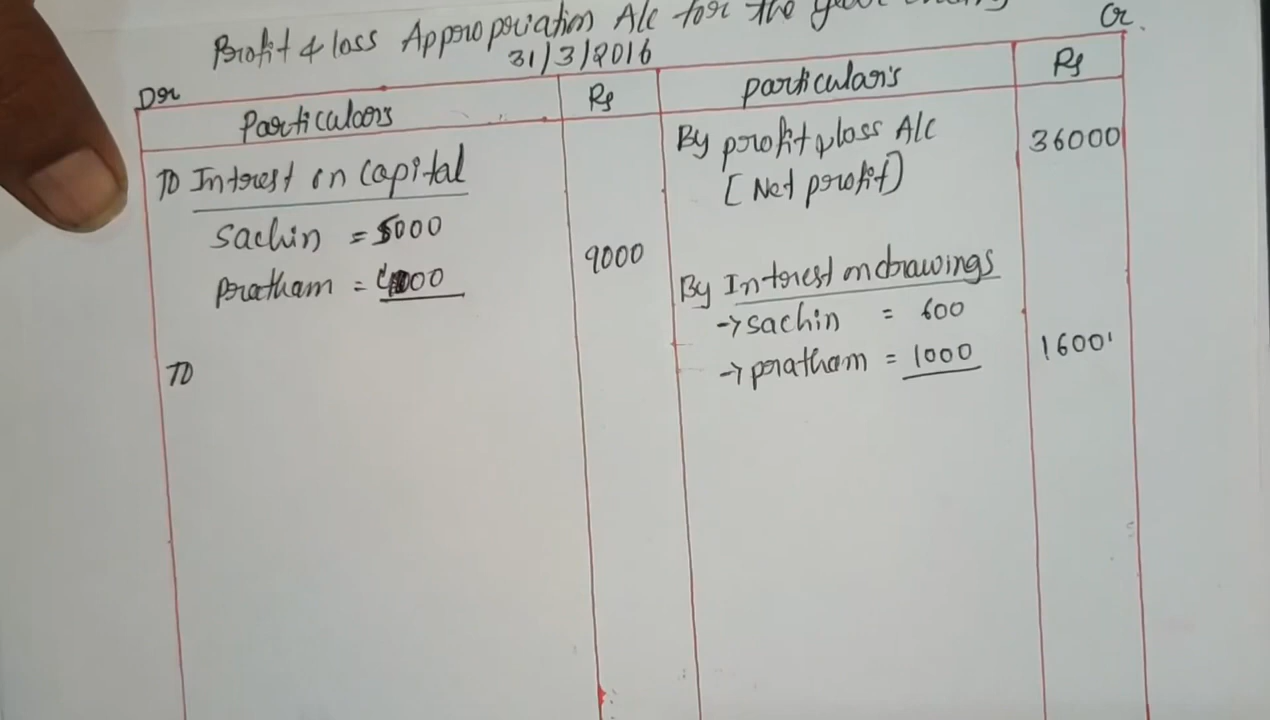 Profit & loss Appropriation A/c for the year ending
31/3/2016
Dr
Cr.
Particulars Rs particulars Rs
To Interest on Capital
Sachin = 5000
Pratham = 4000
9000
To
By profit & loss A/c 36000
[Net profit]
By Interest on drawings
→ sachin = 600
→ pratham = 1000
1600